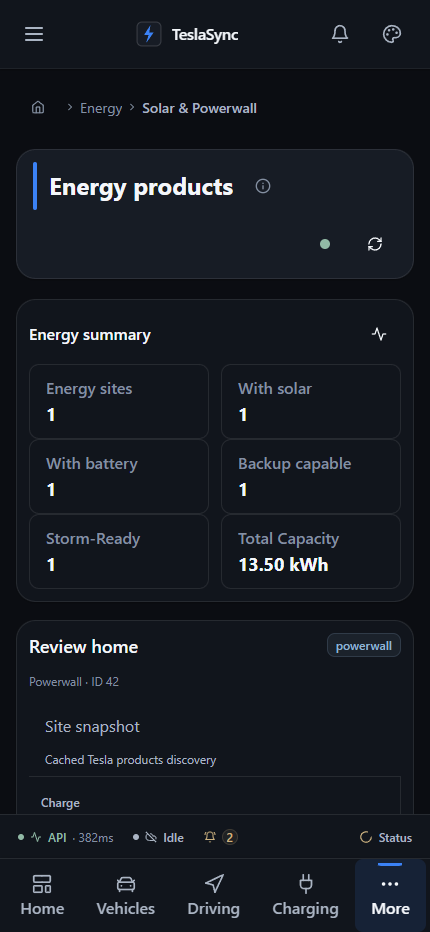 TeslaSync
Energy
Solar & Powerwall
Energy products
Energy summary
Energy sites
1
With solar
1
With battery
1
Backup capable
1
Storm-Ready
1
Total Capacity
13.50 kWh
Review home
powerwall
Powerwall · ID 42
Site snapshot
Cached Tesla products discovery
Charge
API · 382ms
Idle
2
Status
Home
Vehicles
Driving
Charging
More